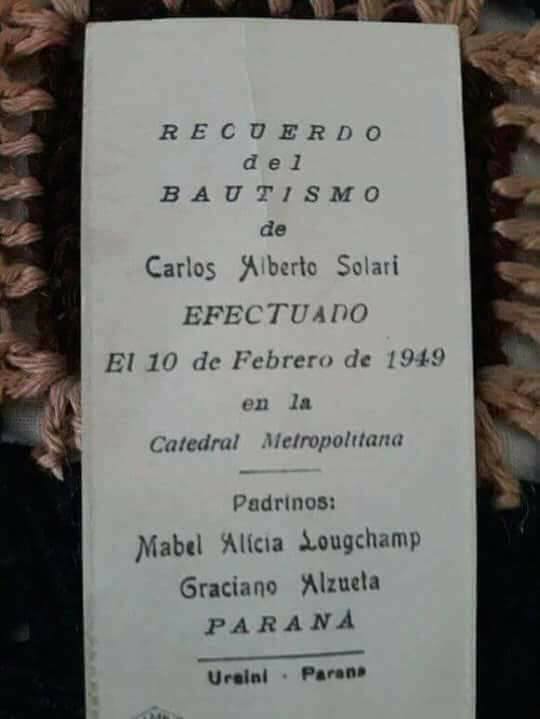 RECUERDO
del
BAUTISMO
de
Carlos Alberto Solari
EFECTUADO
El 10 de Febrero de 1949
en la
Catedral Metropolitana
Padrinos:
Mabel Alicia Lougchamp
Graciano Alzueta
PARANÁ
Ursini - Parana